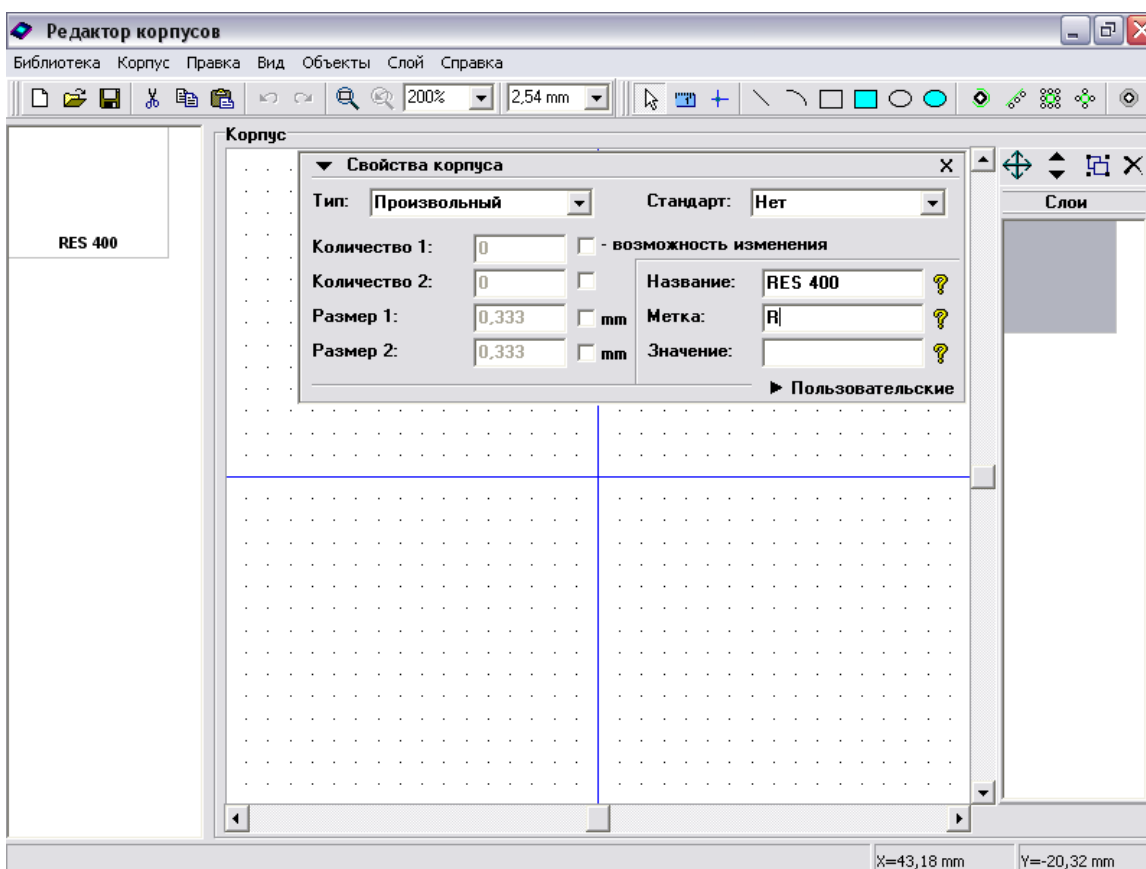 Редактор корпусов
Библиотека Корпус Правка Вид Объекты Слой Справка
200% 2,54 mm
Корпус
Свойства корпуса
Слои
Тип: Произвольный Стандарт: Нет
RES 400
Количество 1: 0 - возможность изменения
Количество 2: 0 Название: RES 400
Размер 1: 0,333 mm Метка: R
Размер 2: 0,333 mm Значение:
Пользовательские
X=43,18 mm Y=-20,32 mm